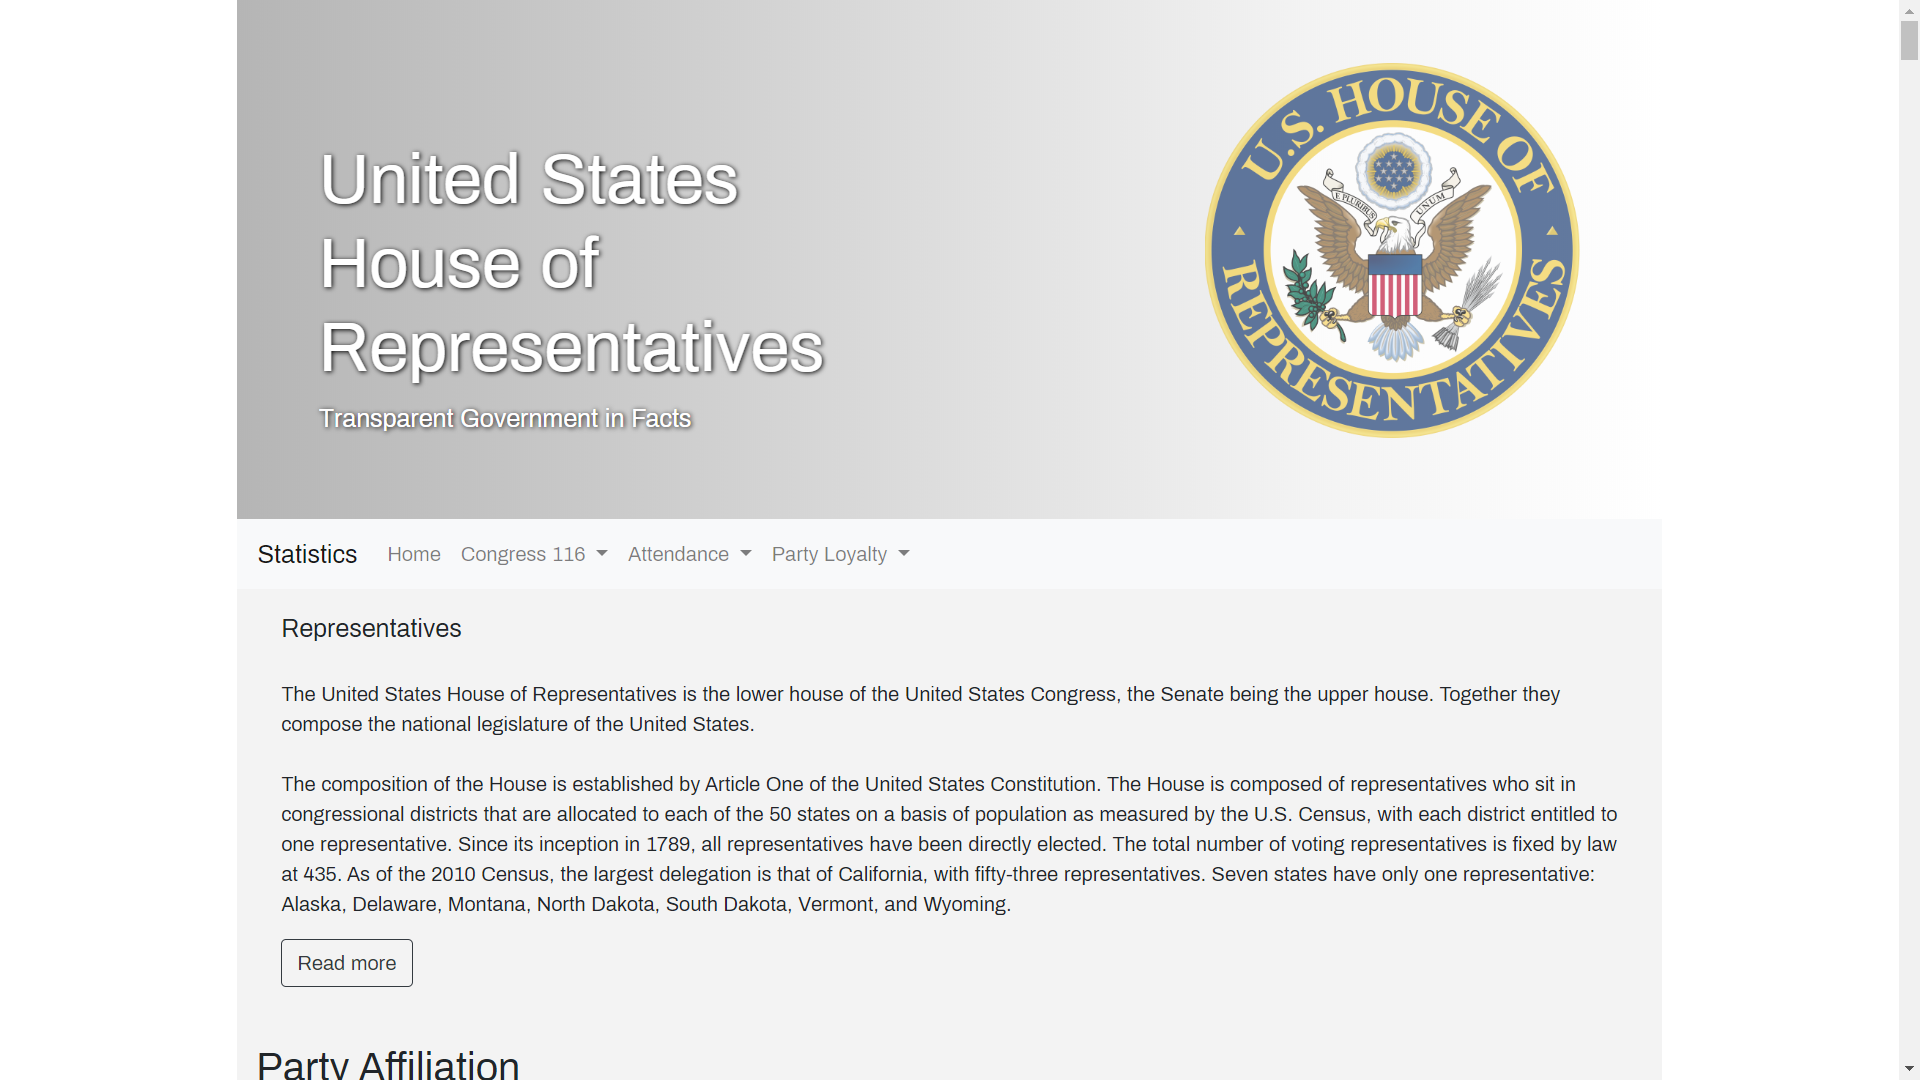 United States
House of
Representatives
Transparent Government in Facts
U.S. HOUSE OF
REPRESENTATIVES
E PLURIBUS
UNUM
Statistics Home Congress 116 Attendance Party Loyalty
Representatives
The United States House of Representatives is the lower house of the United States Congress, the Senate being the upper house. Together they
compose the national legislature of the United States.
The composition of the House is established by Article One of the United States Constitution. The House is composed of representatives who sit in
congressional districts that are allocated to each of the 50 states on a basis of population as measured by the U.S. Census, with each district entitled to
one representative. Since its inception in 1789, all representatives have been directly elected. The total number of voting representatives is fixed by law
at 435. As of the 2010 Census, the largest delegation is that of California, with fifty-three representatives. Seven states have only one representative:
Alaska, Delaware, Montana, North Dakota, South Dakota, Vermont, and Wyoming.
Read more
Party Affiliation